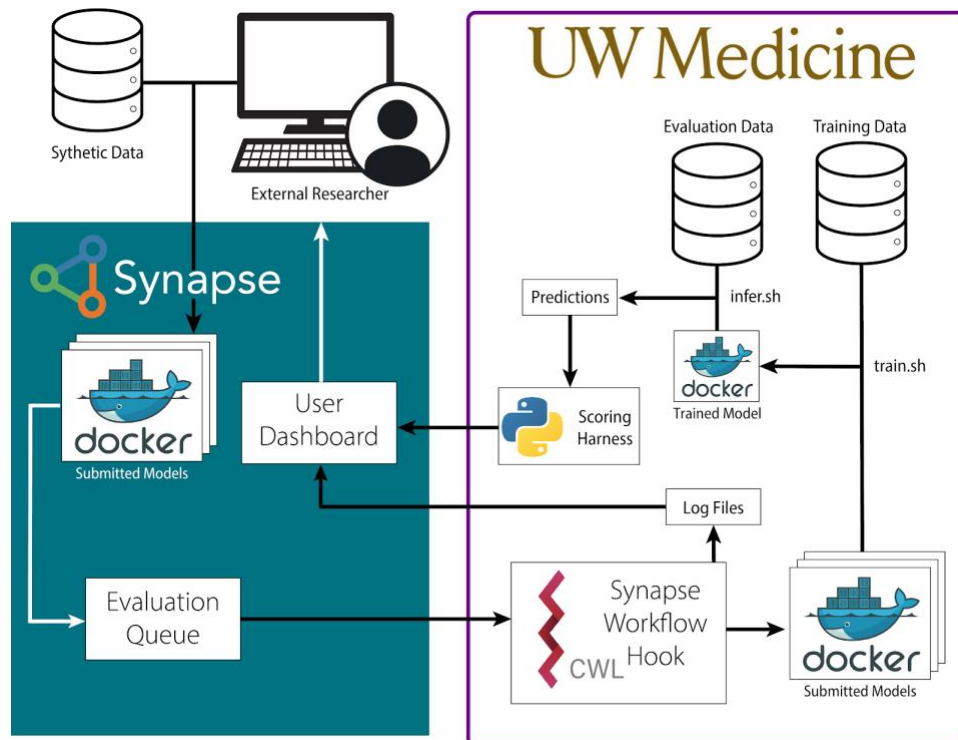 Sythetic Data
External Researcher
UW Medicine
Evaluation Data
Training Data
Synapse
Predictions
infer.sh
docker
Trained Model
train.sh
docker
Submitted Models
User
Dashboard
Scoring
Harness
Log Files
Evaluation
Queue
CWL
Synapse
Workflow
Hook
docker
Submitted Models